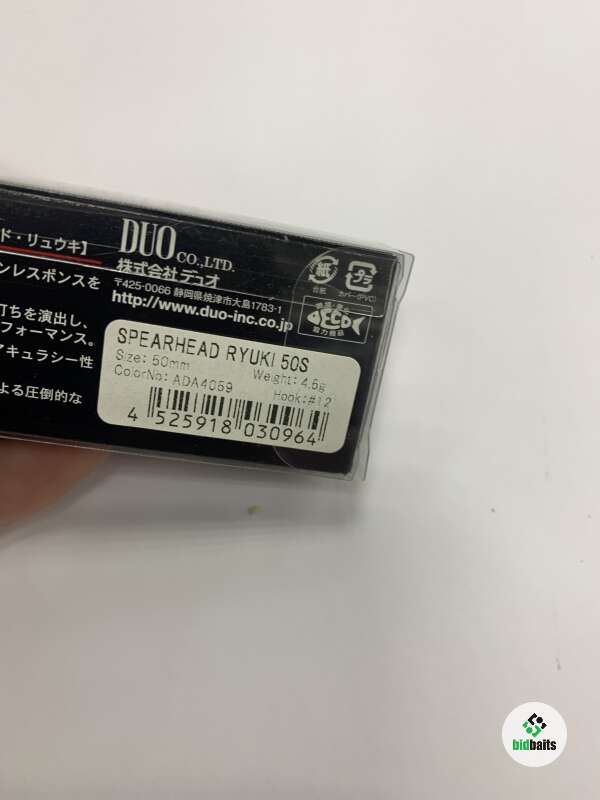 ド・リュウキ】
ンレスポンスを
打ちを演出し、
フォーマンス。
アキュラシー性
よる圧倒的な
DUO CO.,LTD.
株式会社デュオ
〒425-0066 静岡県焼津市大島1783-1
http://www.duo-inc.co.jp
紙
台紙
プラ
カバー(PVC)
SPEARHEAD RYUKI 50S
Size: 50mm Weight: 4.5g
ColorNo: ADA4059 Hook:#12
4 525918 030964
bidbaits